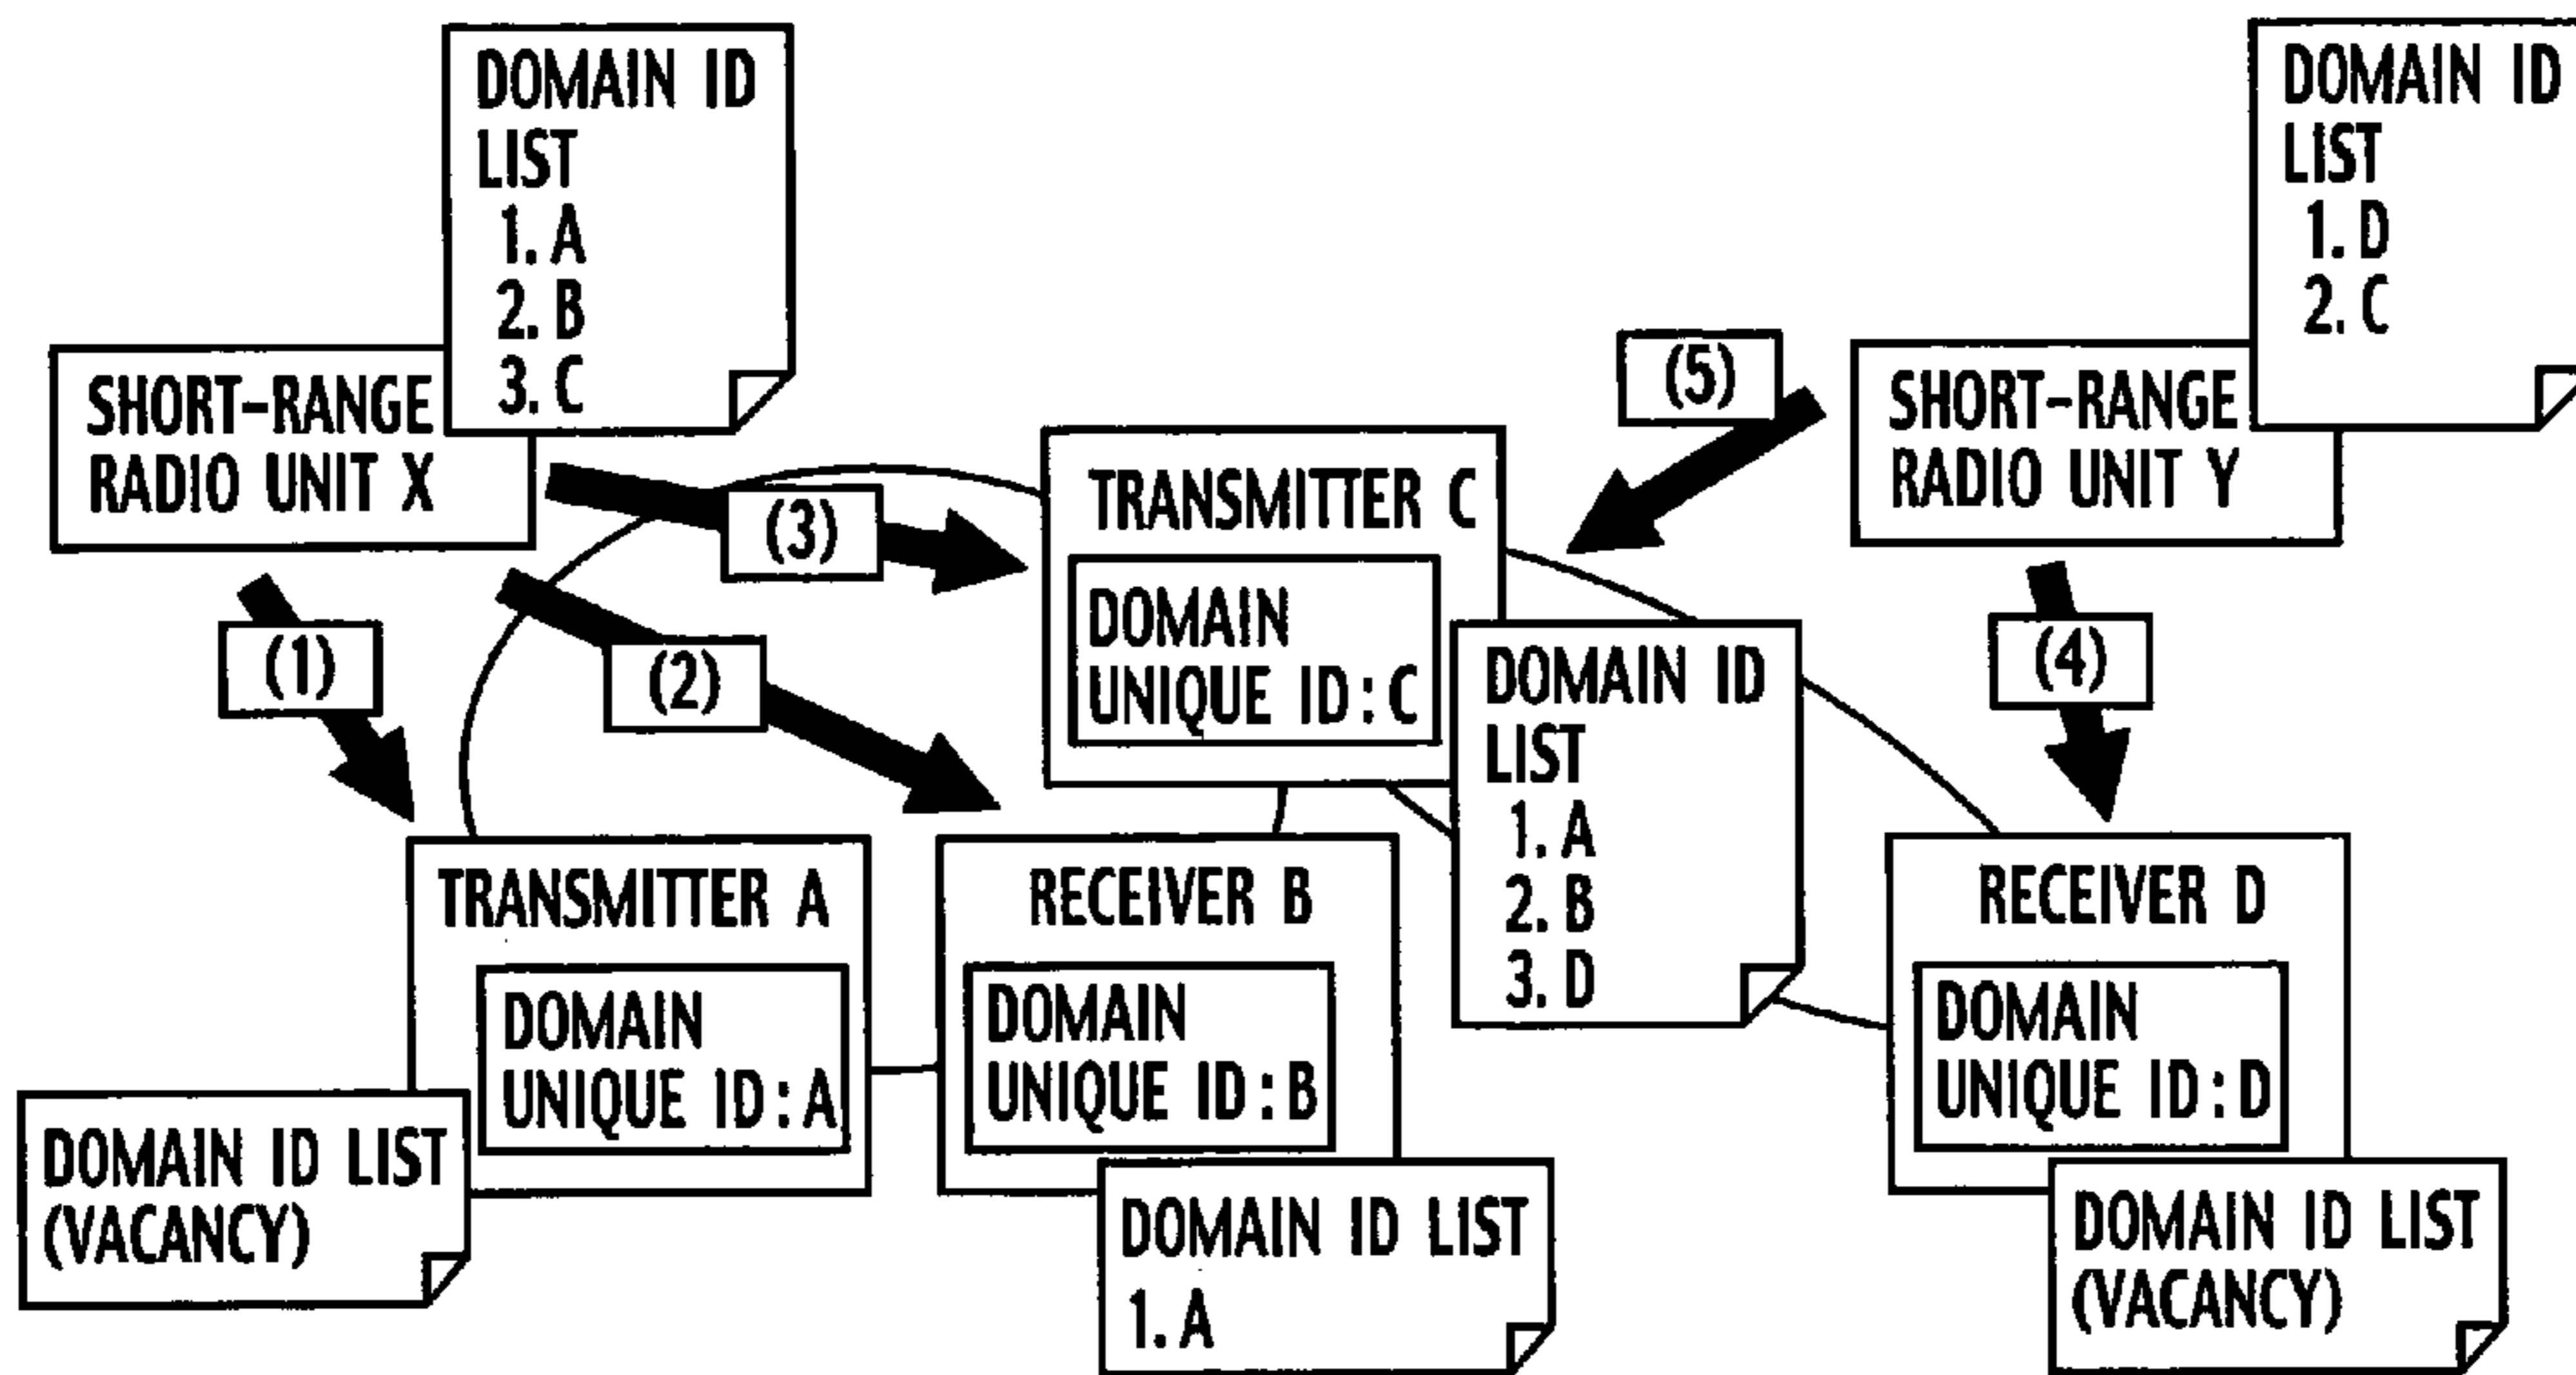 DOMAIN ID
LIST
1. A
2. B
3. C
SHORT-RANGE
RADIO UNIT X
DOMAIN ID
LIST
1. D
2. C
SHORT-RANGE
RADIO UNIT Y
(5)
(3)
(1)
(2)
(4)
TRANSMITTER C
DOMAIN
UNIQUE ID:C
DOMAIN ID
LIST
1. A
2. B
3. D
TRANSMITTER A
DOMAIN
UNIQUE ID:A
DOMAIN ID LIST
(VACANCY)
RECEIVER B
DOMAIN
UNIQUE ID:B
DOMAIN ID LIST
1. A
RECEIVER D
DOMAIN
UNIQUE ID:D
DOMAIN ID LIST
(VACANCY)